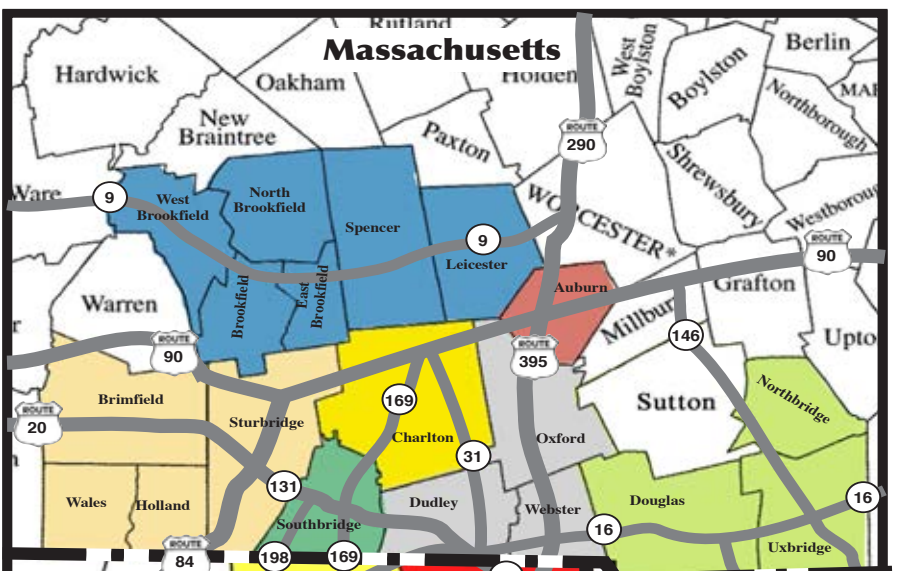 Rutland
Massachusetts
Hardwick
Oakham
Holden
West
Boylston
Boylston
Berlin
Northborough
New
Braintree
Paxton
ROUTE
290
Shrewsbury
Ware
9
West
Brookfield
North
Brookfield
Spencer
9
Leicester
WORCESTER*
Westboroug
ROUTE
90
Grafton
Warren
Brookfield
East
Brookfield
Auburn
Millbur
146
Upto
ROUTE
90
ROUTE
395
Brimfield
Sturbridge
169
Charlton
31
Oxford
Sutton
Northbridge
ROUTE
20
131
Wales
Holland
Southbridge
Dudley
Webster
Douglas
16
16
Uxbridge
ROUTE
84
198
169